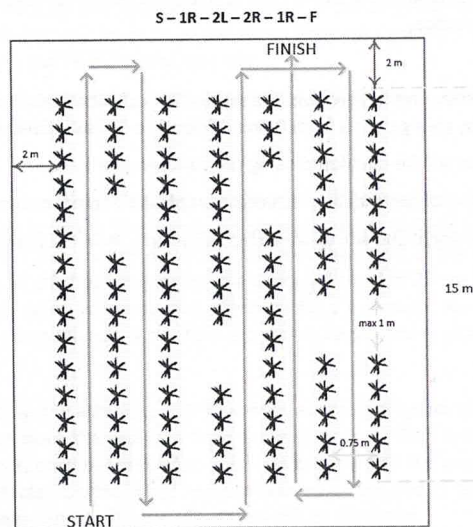 S – 1R – 2L – 2R – 1R – F
FINISH
2 m
2 m
15 m
max 1 m
0.75 m
START